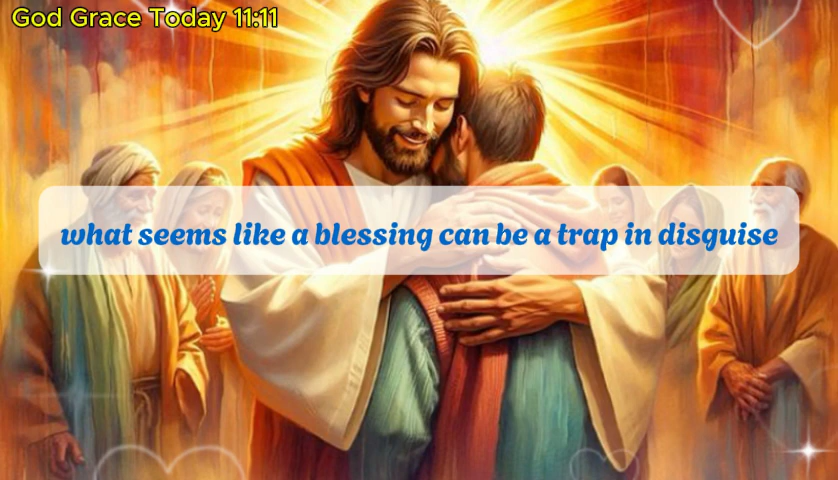 God Grace Today 11:11
what seems like a blessing can be a trap in disguise